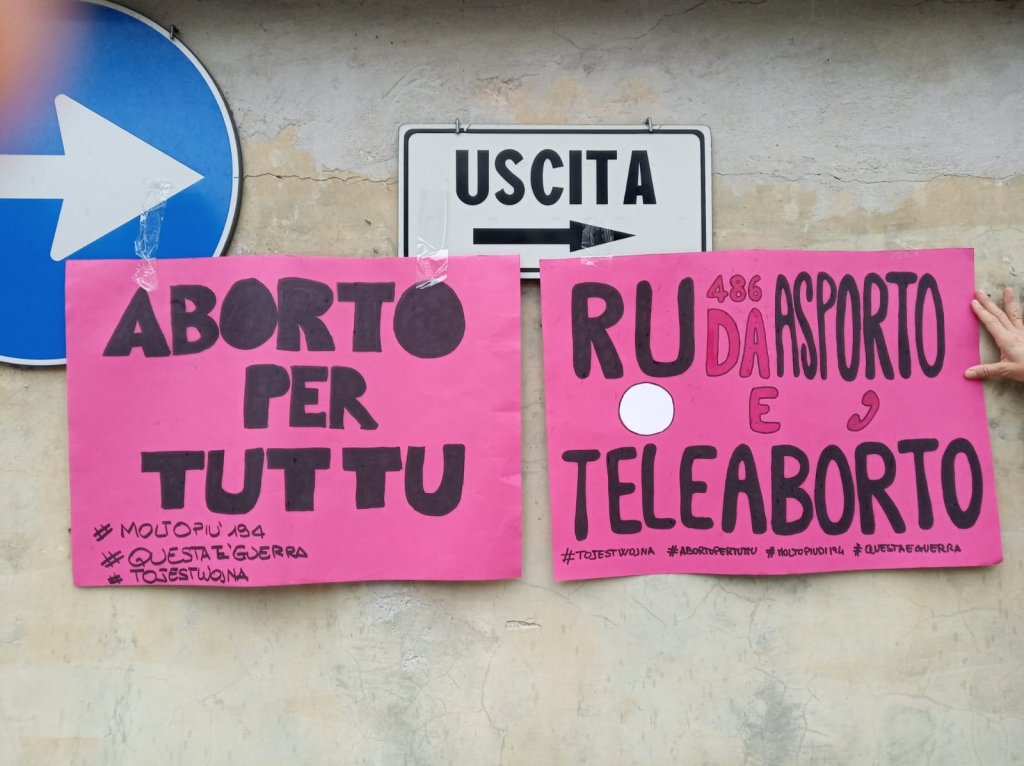 USCITA
ABORTO
PER
TUTTU
# MOLTOPIU' 194
# QUESTA E' GUERRA
# TOJESTWOJNA
RU 486 DA ASPORTO
E
TELEABORTO
#TOJESTWOJNA #ABORTOPERTUTTU #MOLTOPIUDI194 #QUESTAEGUERRA